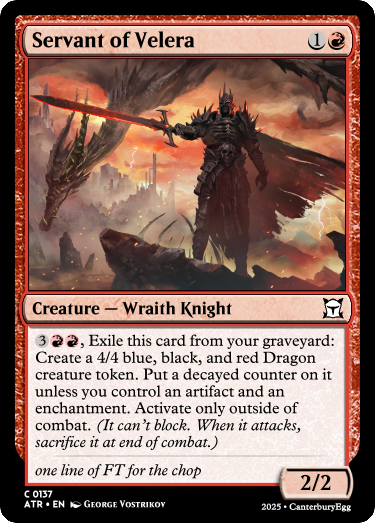 Servant of Velera 1
Creature — Wraith Knight
3, Exile this card from your graveyard:
Create a 4/4 blue, black, and red Dragon
creature token. Put a decayed counter on it
unless you control an artifact and an
enchantment. Activate only outside of
combat. (It can't block. When it attacks,
sacrifice it at end of combat.)
one line of FT for the chop
2/2
C 0137
ATR • EN George Vostrikov
2025 • CanterburyEgg